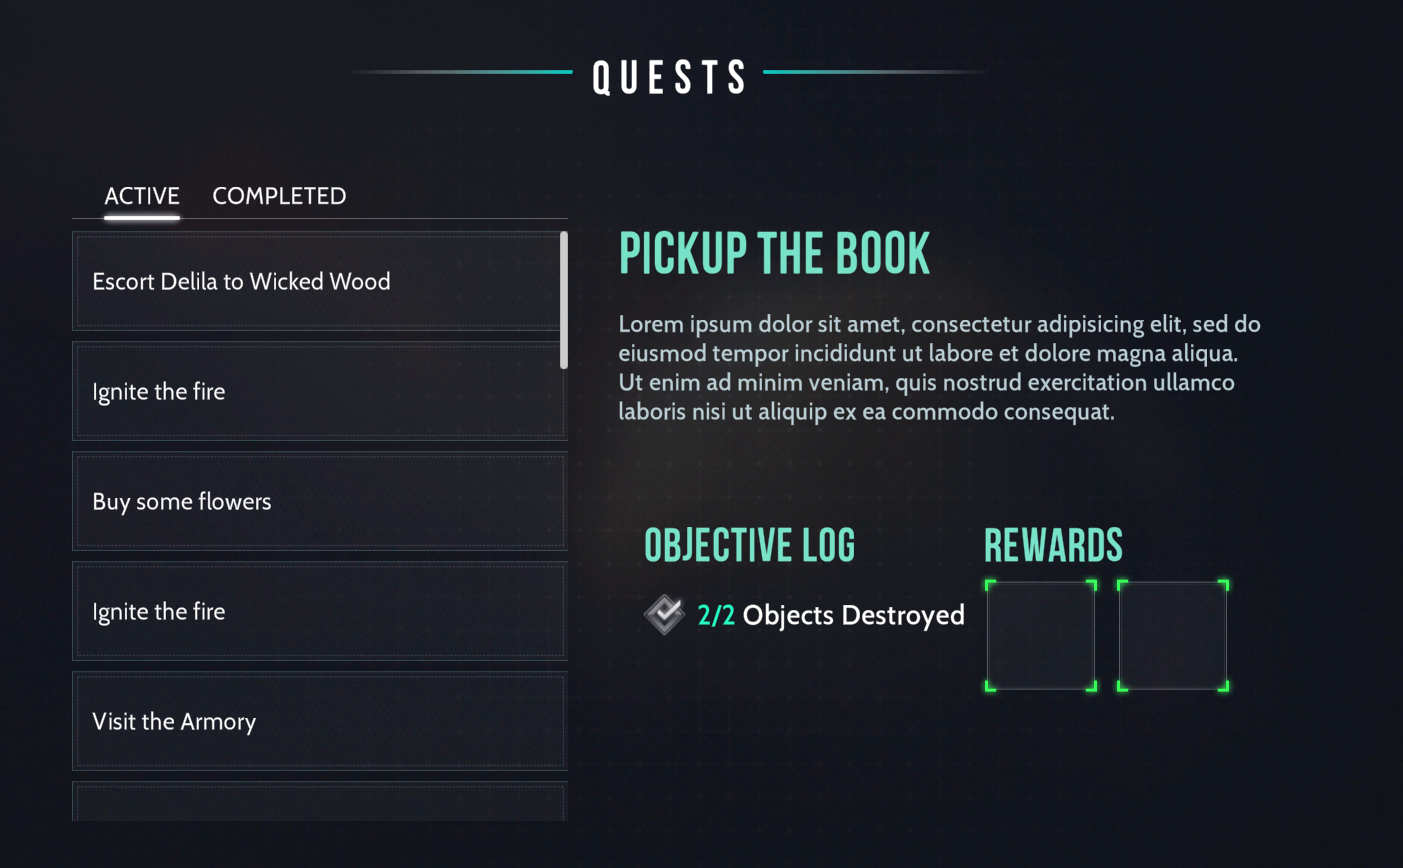 QUESTS
ACTIVE COMPLETED
Escort Delila to Wicked Wood
Ignite the fire
Buy some flowers
Ignite the fire
Visit the Armory
PICKUP THE BOOK
Lorem ipsum dolor sit amet, consectetur adipisicing elit, sed do
eiusmod tempor incididunt ut labore et dolore magna aliqua.
Ut enim ad minim veniam, quis nostrud exercitation ullamco
laboris nisi ut aliquip ex ea commodo consequat.
OBJECTIVE LOG
2/2 Objects Destroyed
REWARDS